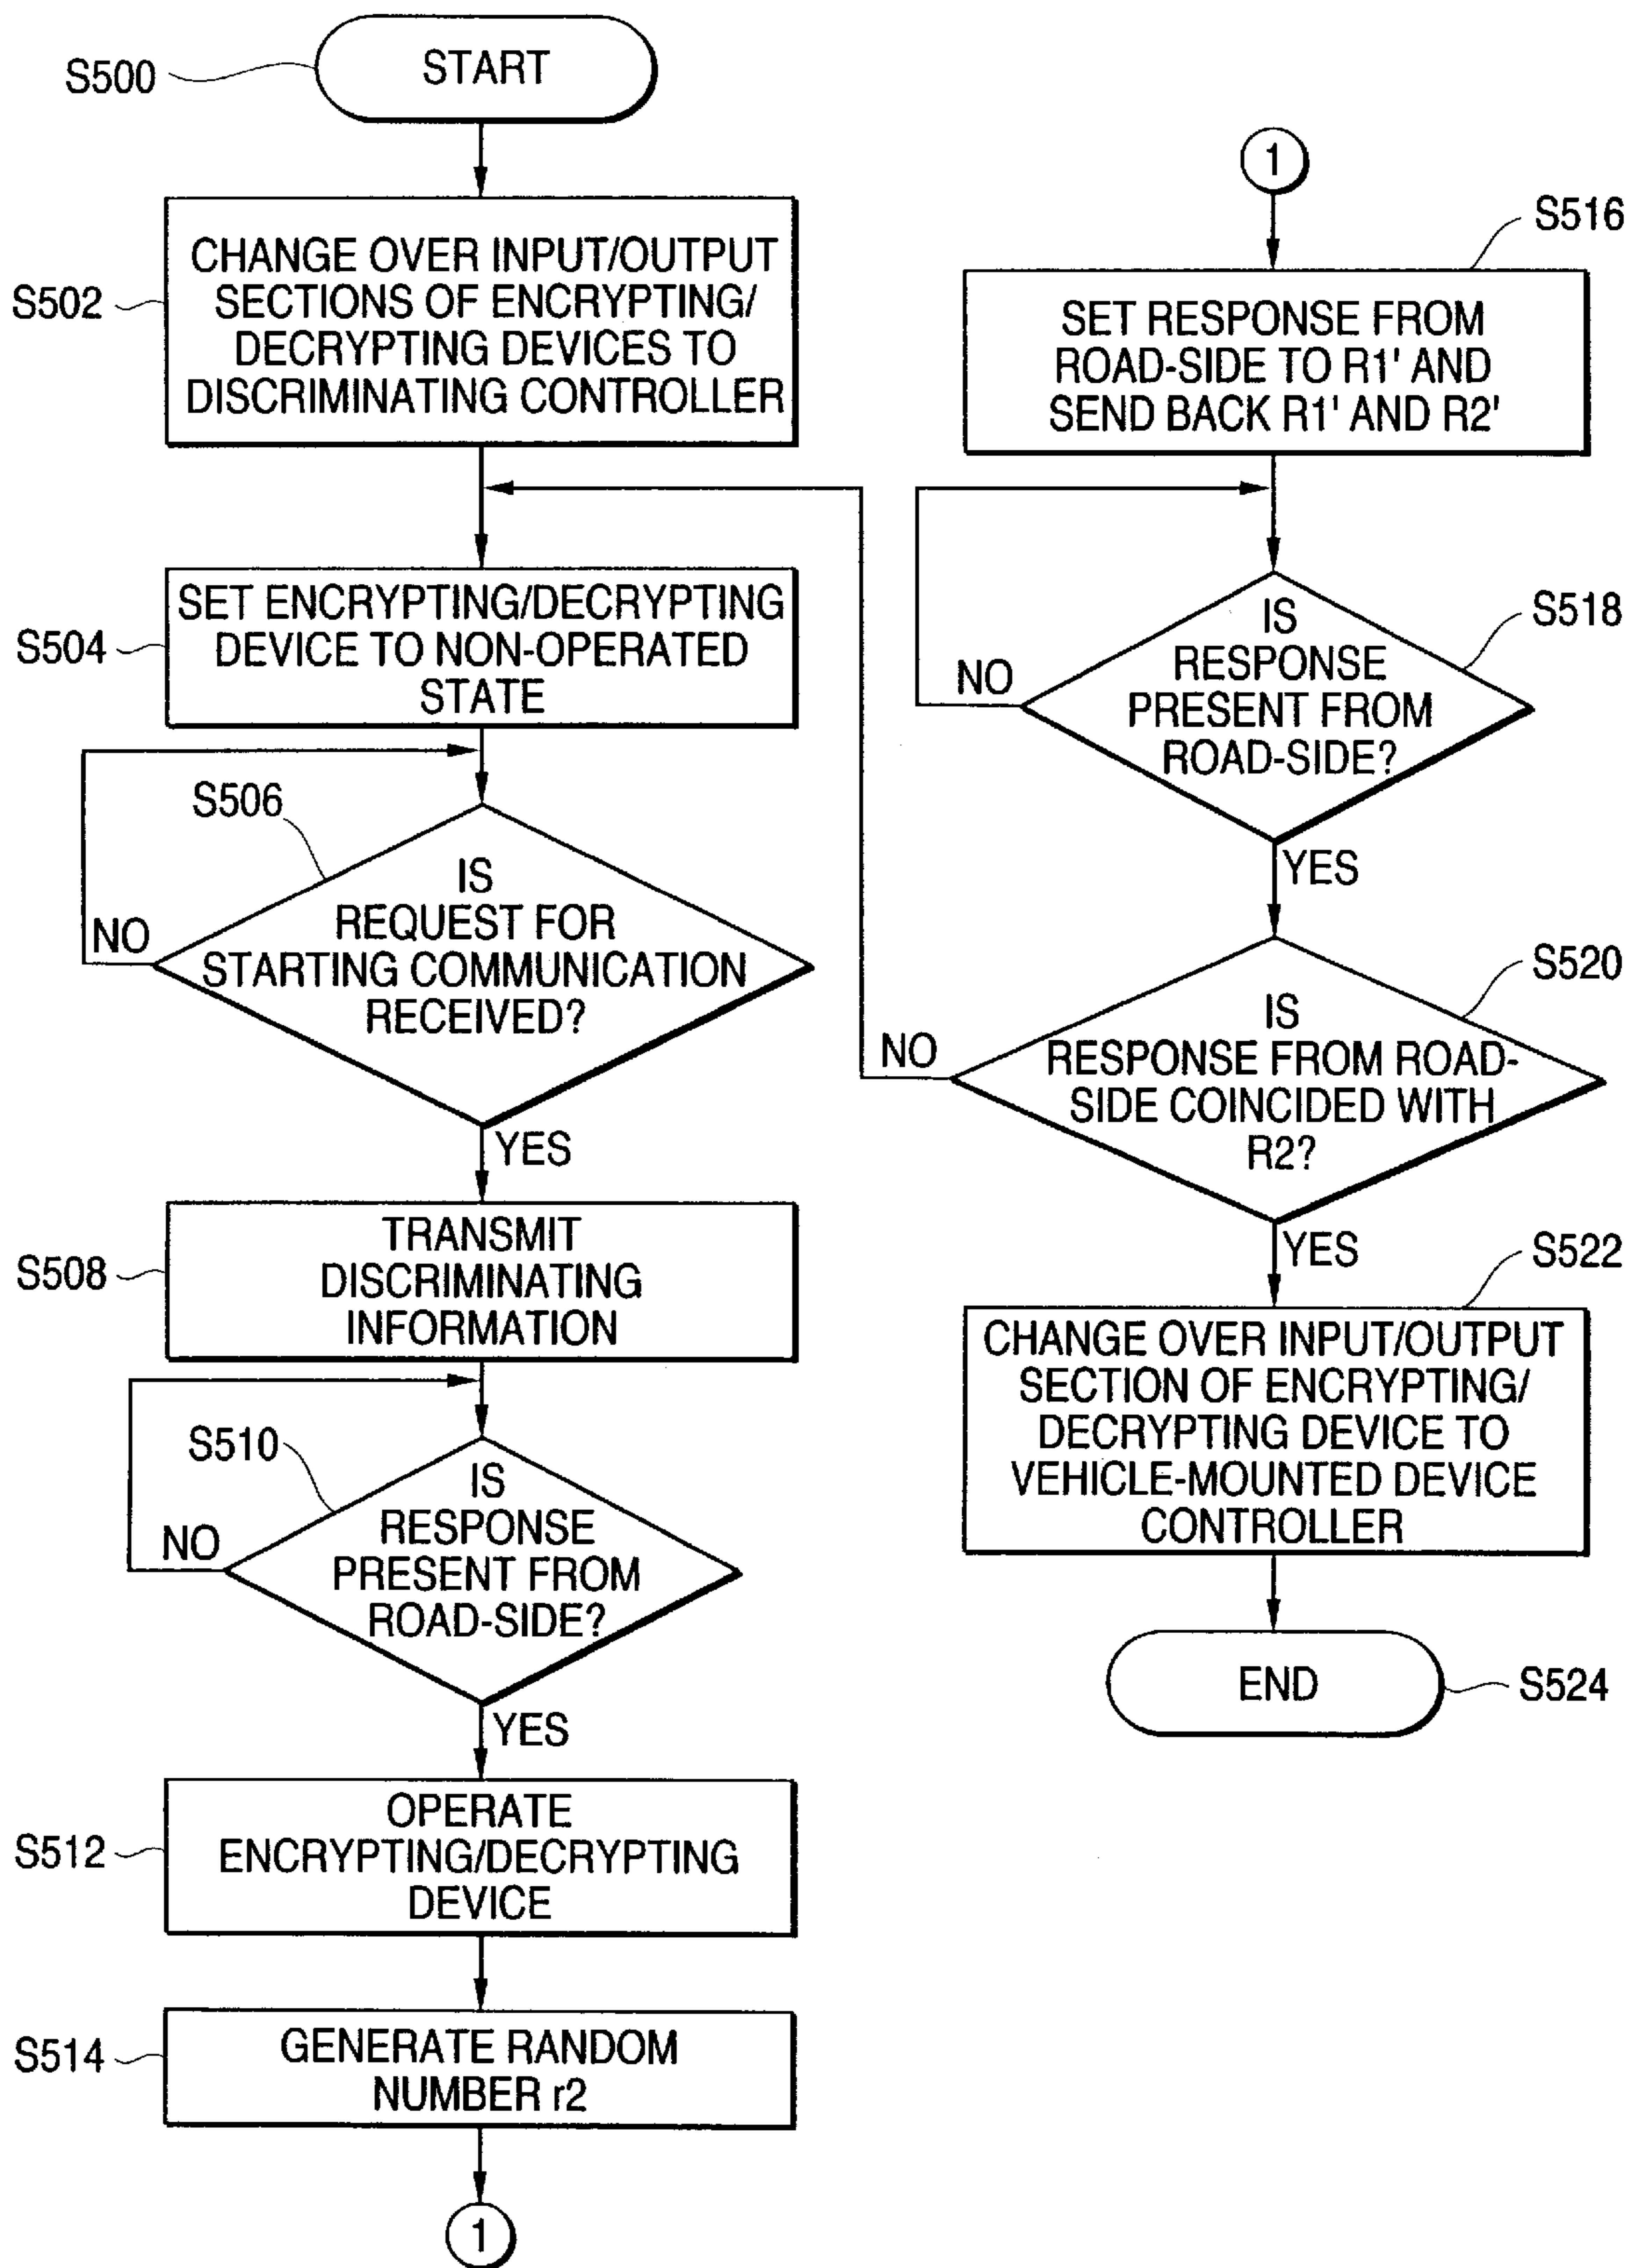 S500
START
S502
CHANGE OVER INPUT/OUTPUT
SECTIONS OF ENCRYPTING/
DECRYPTING DEVICES TO
DISCRIMINATING CONTROLLER
S504
SET ENCRYPTING/DECRYPTING
DEVICE TO NON-OPERATED
STATE
S506
IS
REQUEST FOR
STARTING COMMUNICATION
RECEIVED?
NO
YES
S508
TRANSMIT
DISCRIMINATING
INFORMATION
S510
IS
RESPONSE
PRESENT FROM
ROAD-SIDE?
NO
YES
S512
OPERATE
ENCRYPTING/DECRYPTING
DEVICE
S514
GENERATE RANDOM
NUMBER r2
1
1
S516
SET RESPONSE FROM
ROAD-SIDE TO R1' AND
SEND BACK R1' AND R2'
S518
IS
RESPONSE
PRESENT FROM
ROAD-SIDE?
NO
YES
S520
IS
RESPONSE FROM ROAD-
SIDE COINCIDED WITH
R2?
NO
YES
S522
CHANGE OVER INPUT/OUTPUT
SECTION OF ENCRYPTING/
DECRYPTING DEVICE TO
VEHICLE-MOUNTED DEVICE
CONTROLLER
END
S524